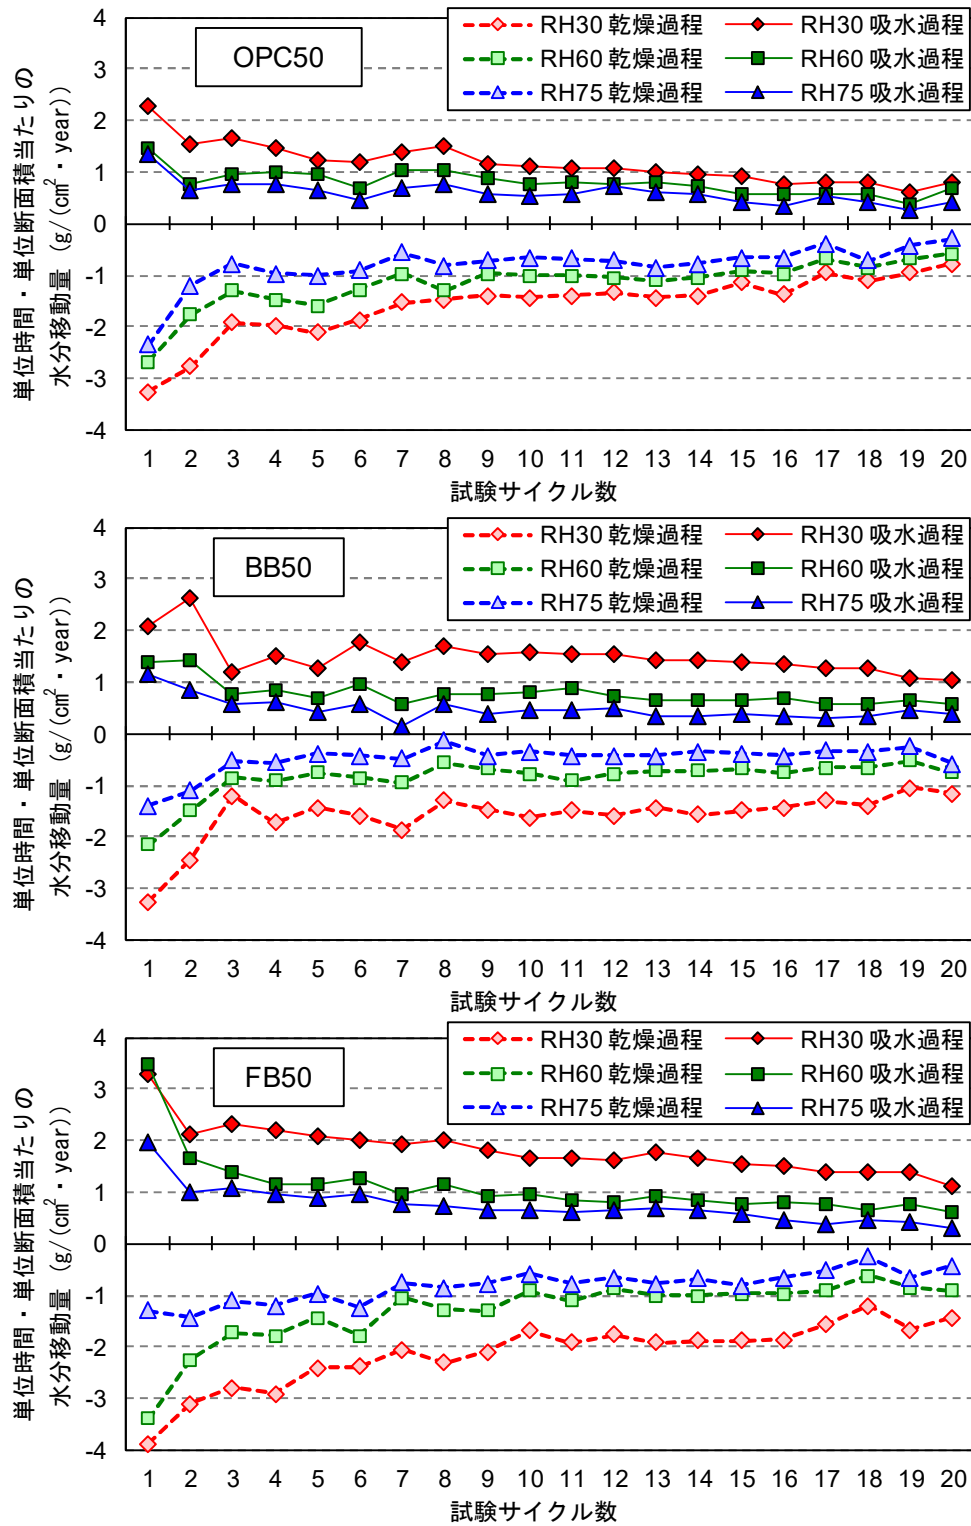 OPC50
RH30 乾燥過程 RH30 吸水過程
RH60 乾燥過程 RH60 吸水過程
RH75 乾燥過程 RH75 吸水過程
単位時間・単位断面積当たりの
水分移動量 (g/(cm²・year))
4
3
2
1
0
-1
-2
-3
-4
1 2 3 4 5 6 7 8 9 10 11 12 13 14 15 16 17 18 19 20
試験サイクル数
BB50
RH30 乾燥過程 RH30 吸水過程
RH60 乾燥過程 RH60 吸水過程
RH75 乾燥過程 RH75 吸水過程
単位時間・単位断面積当たりの
水分移動量 (g/(cm²・year))
4
3
2
1
0
-1
-2
-3
-4
1 2 3 4 5 6 7 8 9 10 11 12 13 14 15 16 17 18 19 20
試験サイクル数
FB50
RH30 乾燥過程 RH30 吸水過程
RH60 乾燥過程 RH60 吸水過程
RH75 乾燥過程 RH75 吸水過程
単位時間・単位断面積当たりの
水分移動量 (g/(cm²・year))
4
3
2
1
0
-1
-2
-3
-4
1 2 3 4 5 6 7 8 9 10 11 12 13 14 15 16 17 18 19 20
試験サイクル数